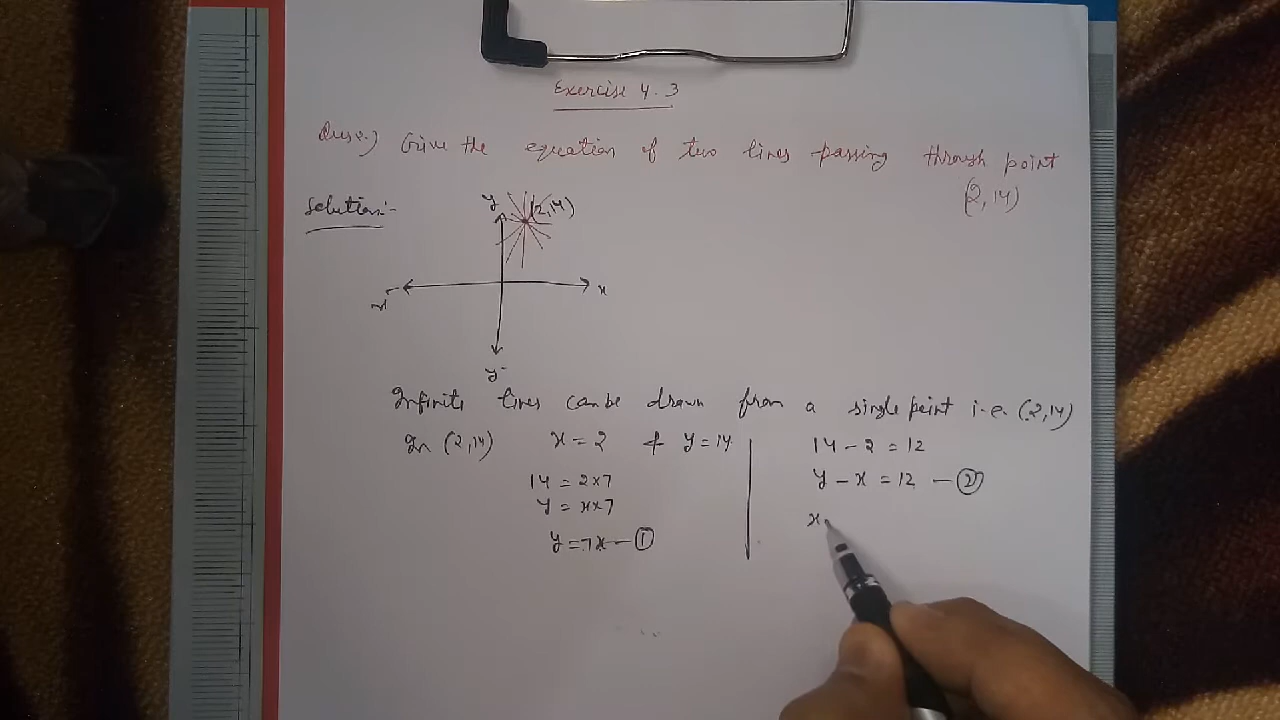 Exercise 4.3
Ques2.) Give the equation of two lines passing through point
(2,14)
Solution:-
y
(2,14)
x
x'
y'
Infinite lines can be drawn from a single point i.e. (2,14)
In (2,14) x = 2 & y = 14
14 = 2×7
y = x×7
y = 7x — ①
14 - 2 = 12
y - x = 12 — ②
x